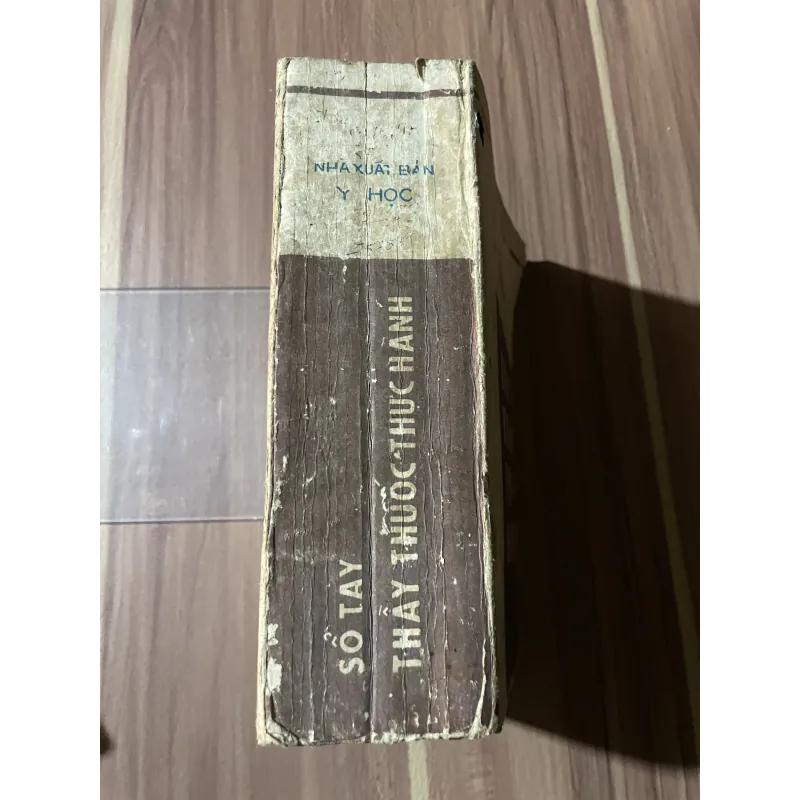 NHÀ XUẤT BẢN
Y HỌC
SỔ TAY
THẦY THUỐC THỰC HÀNH